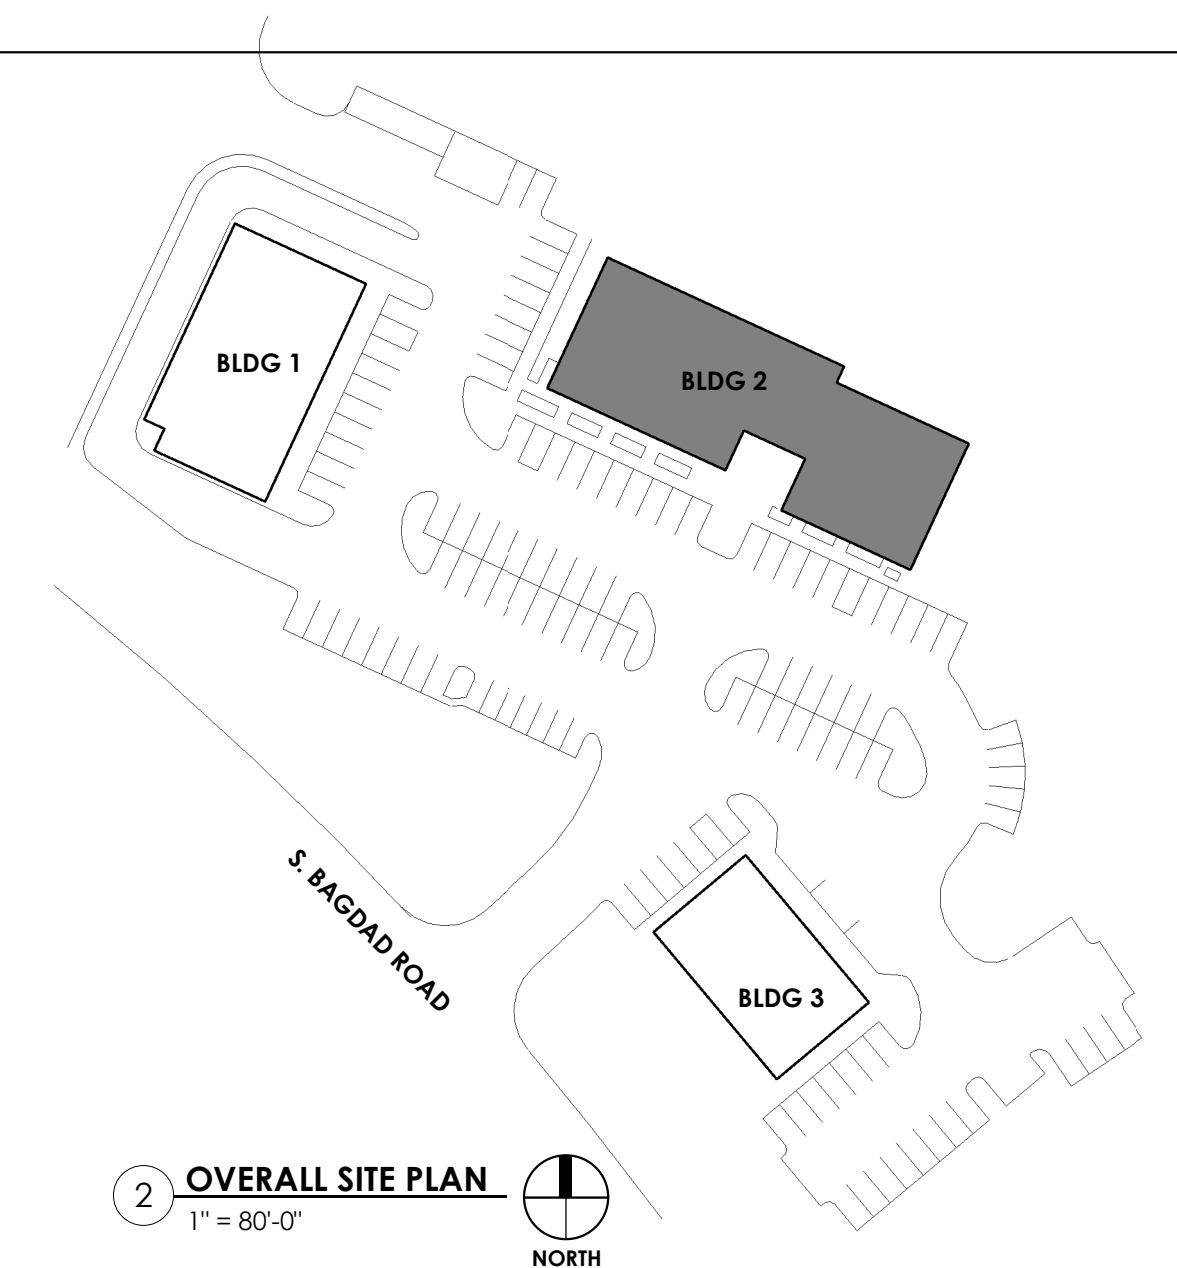 BLDG 1
BLDG 2
S. BAGDAD ROAD
BLDG 3
2
OVERALL SITE PLAN
1" = 80'-0"
NORTH